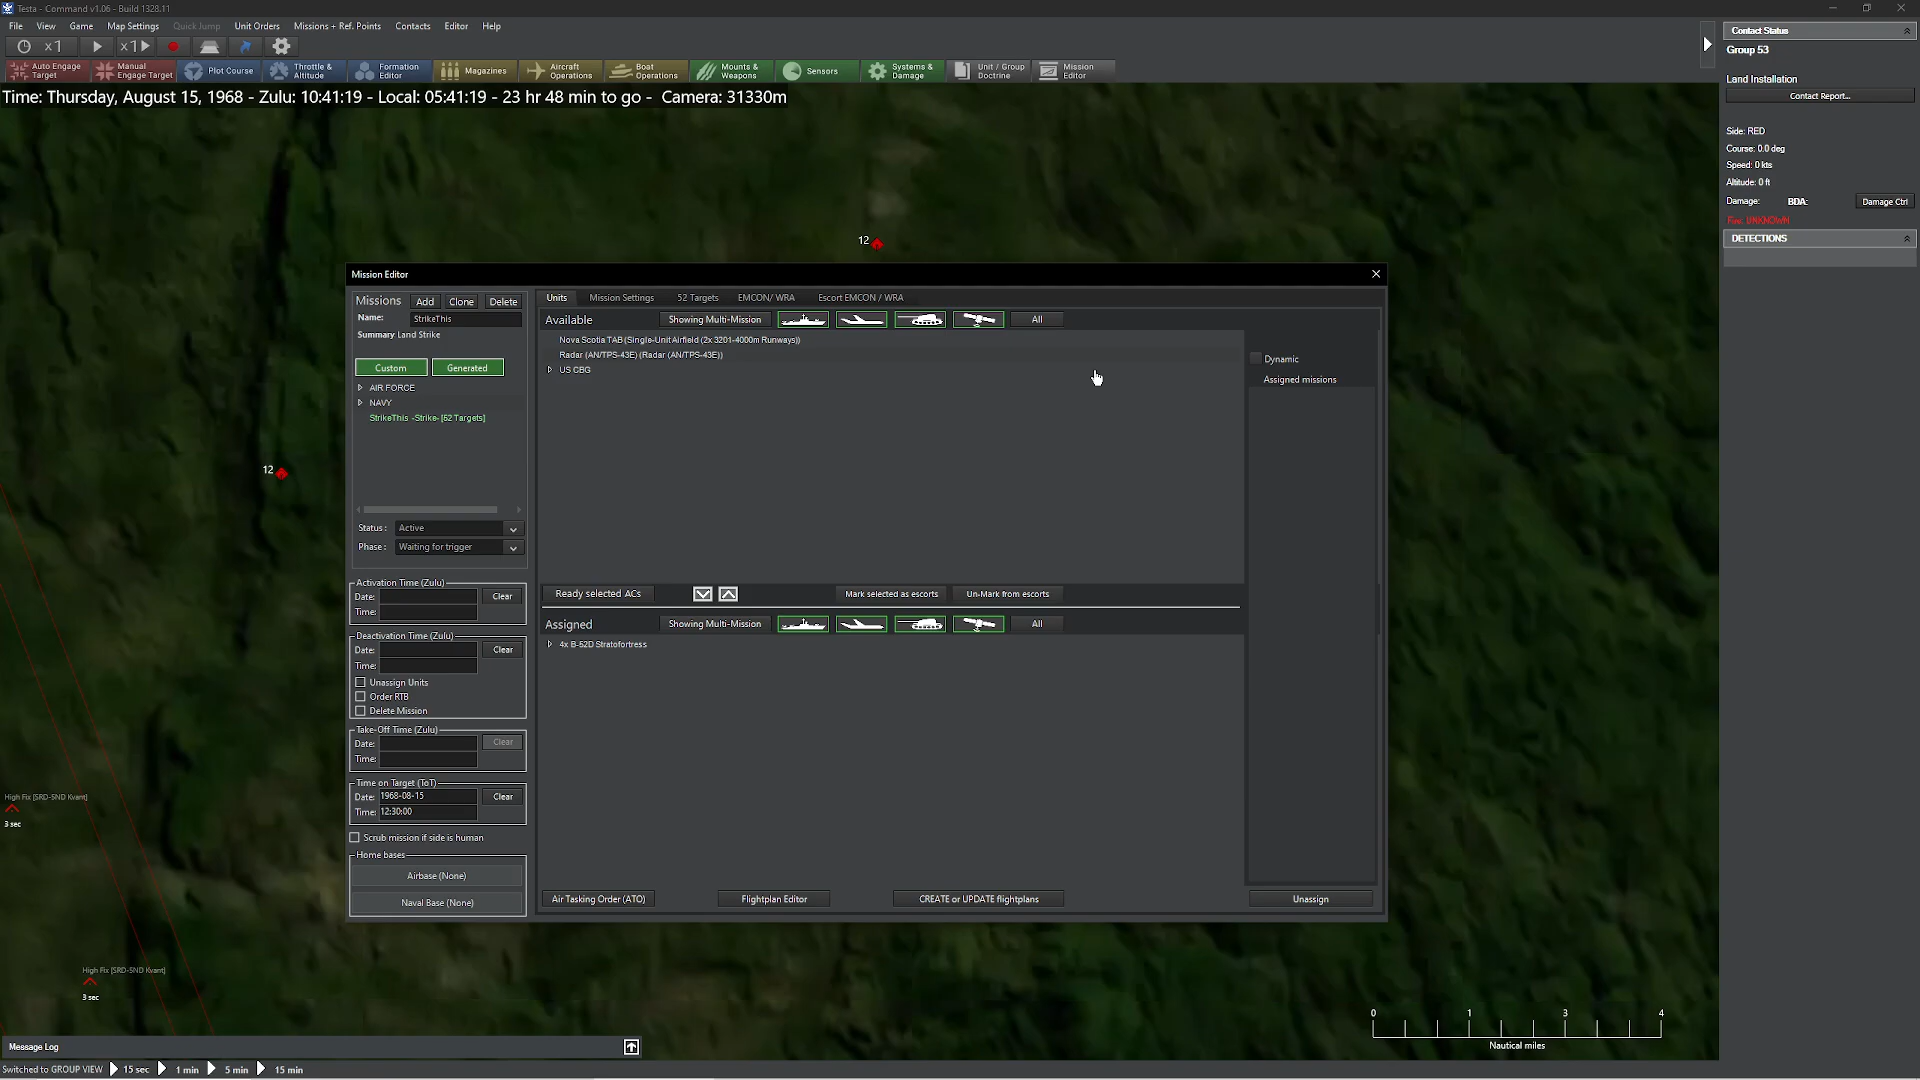 Testa - Command v1.06 - Build 1328.11
File View Game Map Settings Quick Jump Unit Orders Missions + Ref. Points Contacts Editor Help
x1 x1
Auto Engage Target
Manual Engage Target
Plot Course
Throttle & Altitude
Formation Editor
Magazines
Aircraft Operations
Boat Operations
Mounts & Weapons
Sensors
Systems & Damage
Unit / Group Doctrine
Mission Editor
Time: Thursday, August 15, 1968 - Zulu: 10:41:19 - Local: 05:41:19 - 23 hr 48 min to go - Camera: 31330m
Contact Status
Group 53
Land Installation
Contact Report...
Side: RED
Course: 0.0 deg
Speed: 0 kts
Altitude: 0 ft
Damage: BDA: Damage Ctrl
Fire: UNKNOWN
DETECTIONS
12
12
Mission Editor
Missions Add Clone Delete
Name: StrikeThis
Summary Land Strike
Custom Generated
AIR FORCE
NAVY
StrikeThis -Strike- [52 Targets]
Status: Active
Phase: Waiting for trigger
Activation Time (Zulu)
Date: Clear
Time:
Deactivation Time (Zulu)
Date: Clear
Time:
Unassign Units
Order RTB
Delete Mission
Take-Off Time (Zulu)
Date: Clear
Time:
Time on Target (ToT)
Date: 1968-08-15 Clear
Time: 12:30:00
Scrub mission if side is human
Home bases
Airbase (None)
Naval Base (None)
Units Mission Settings 52 Targets EMCON/ WRA Escort EMCON / WRA
Available Showing Multi-Mission All
Nova Scotia TAB (Single-Unit Airfield (2x 3201-4000m Runways))
Radar (AN/TPS-43E) (Radar (AN/TPS-43E))
US CBG
Dynamic
Assigned missions
Ready selected ACs Mark selected as escorts Un-Mark from escorts
Assigned Showing Multi-Mission All
4x B-52D Stratofortress
Air Tasking Order (ATO) Flightplan Editor CREATE or UPDATE flightplans Unassign
High Fix [SRD-5ND Kvant]
3 sec
High Fix [SRD-5ND Kvant]
3 sec
0 1 3 4
Nautical miles
Message Log
Switched to GROUP VIEW 15 sec 1 min 5 min 15 min